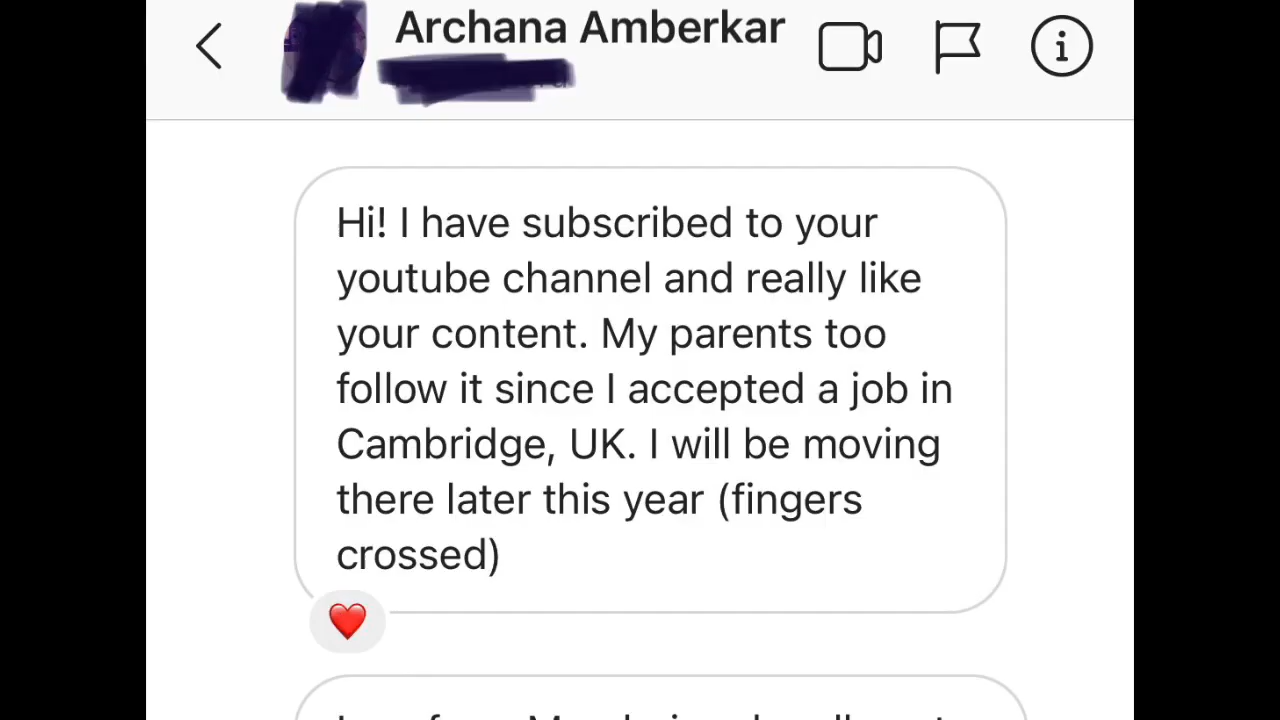 Archana Amberkar
Hi! I have subscribed to your
youtube channel and really like
your content. My parents too
follow it since I accepted a job in
Cambridge, UK. I will be moving
there later this year (fingers
crossed)